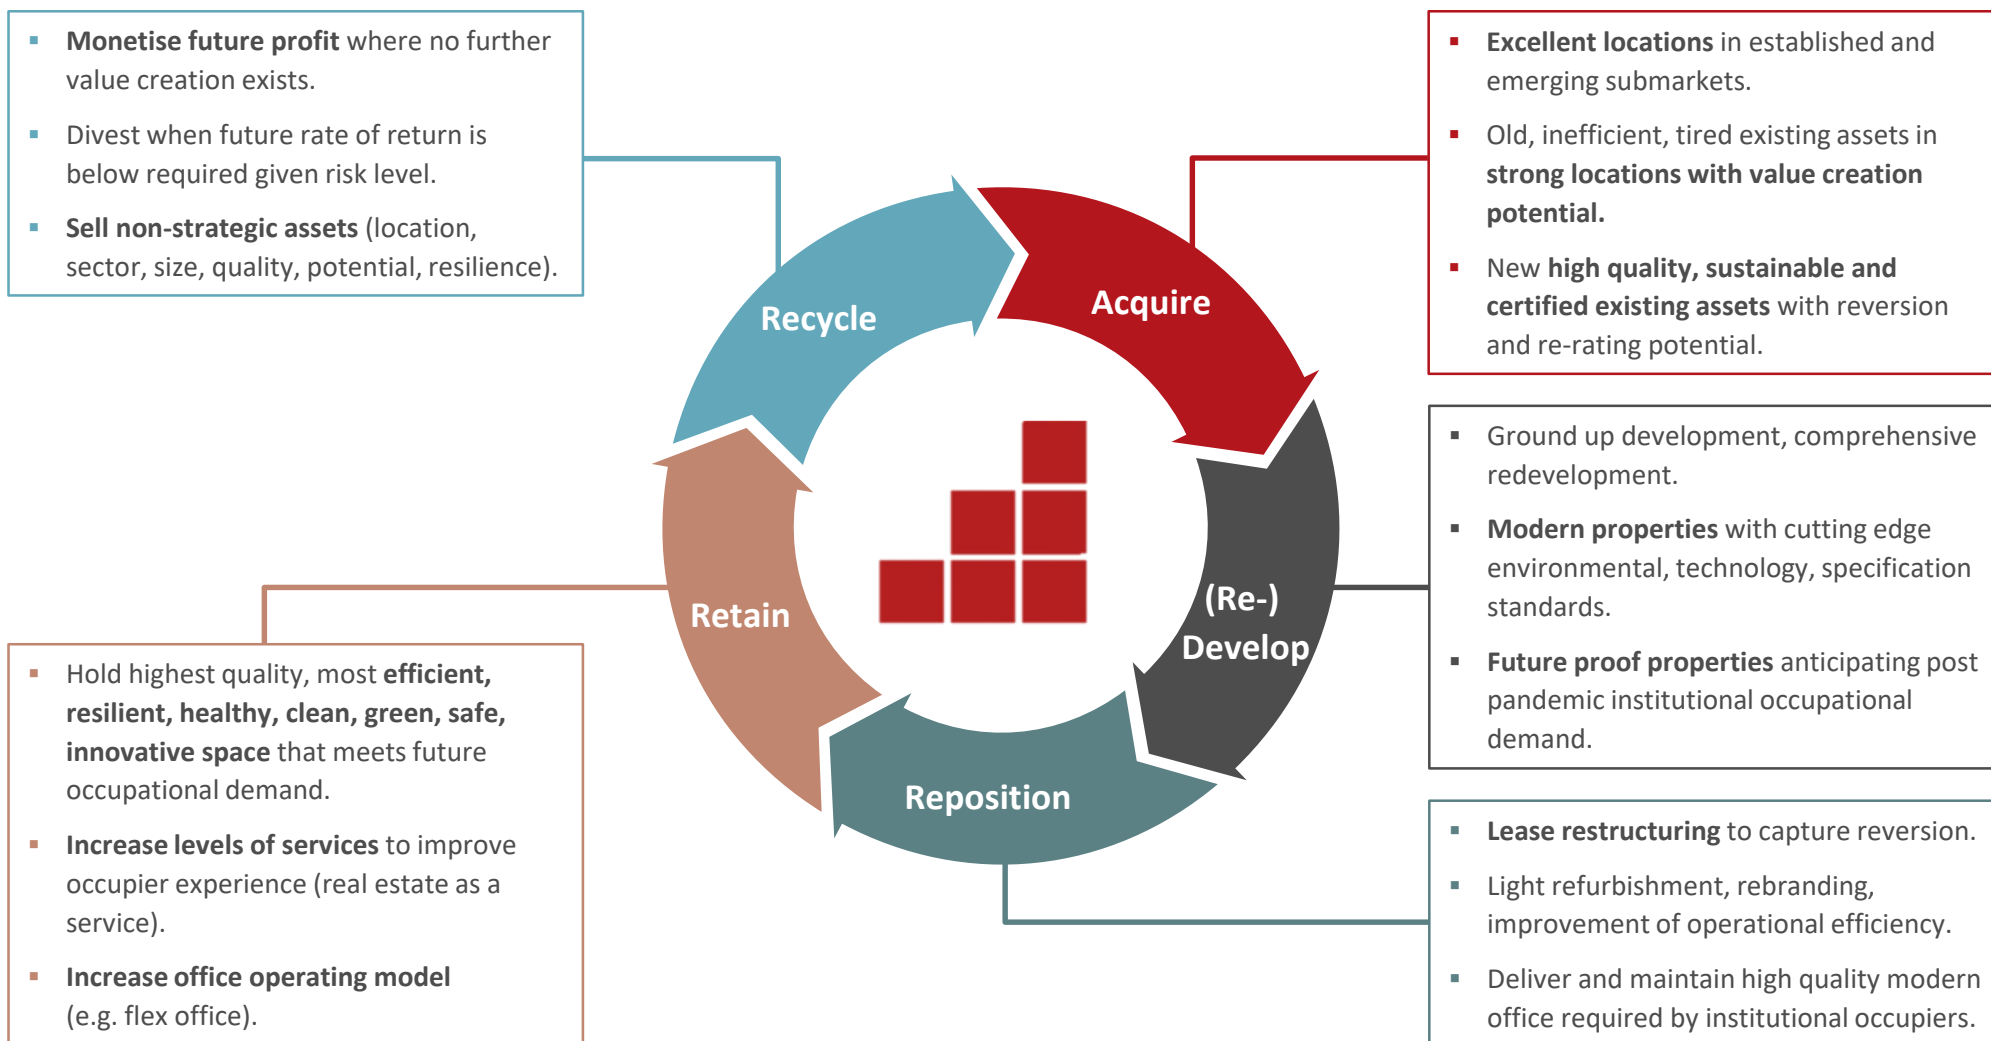 Monetise future profit where no further
value creation exists.
Divest when future rate of return is
below required given risk level.
Sell non-strategic assets (location,
sector, size, quality, potential, resilience).
Excellent locations in established and
emerging submarkets.
Old, inefficient, tired existing assets in
strong locations with value creation
potential.
New high quality, sustainable and
certified existing assets with reversion
and re-rating potential.
Recycle
Acquire
Ground up development, comprehensive
redevelopment.
Modern properties with cutting edge
environmental, technology, specification
standards.
Future proof properties anticipating post
pandemic institutional occupational
demand.
(Re-)
Develop
Retain
Reposition
Hold highest quality, most efficient,
resilient, healthy, clean, green, safe,
innovative space that meets future
occupational demand.
Increase levels of services to improve
occupier experience (real estate as a
service).
Increase office operating model
(e.g. flex office).
Lease restructuring to capture reversion.
Light refurbishment, rebranding,
improvement of operational efficiency.
Deliver and maintain high quality modern
office required by institutional occupiers.